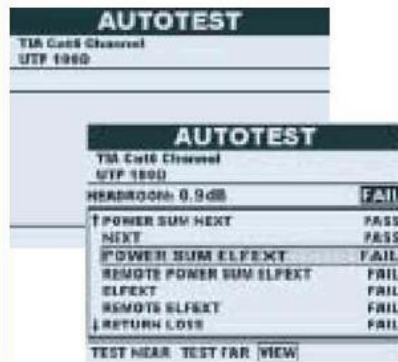 AUTOTEST
TIA Cat6 Channel
UTP 100Ω
AUTOTEST
TIA Cat6 Channel
UTP 100Ω
HEADROOM: 0.9dB FAIL
↑ POWER SUM NEXT PASS
NEXT PASS
POWER SUM ELFEXT FAIL
REMOTE POWER SUM ELFEXT FAIL
ELFEXT FAIL
REMOTE ELFEXT FAIL
↓ RETURN LOSS FAIL
TEST NEAR TEST FAR VIEW